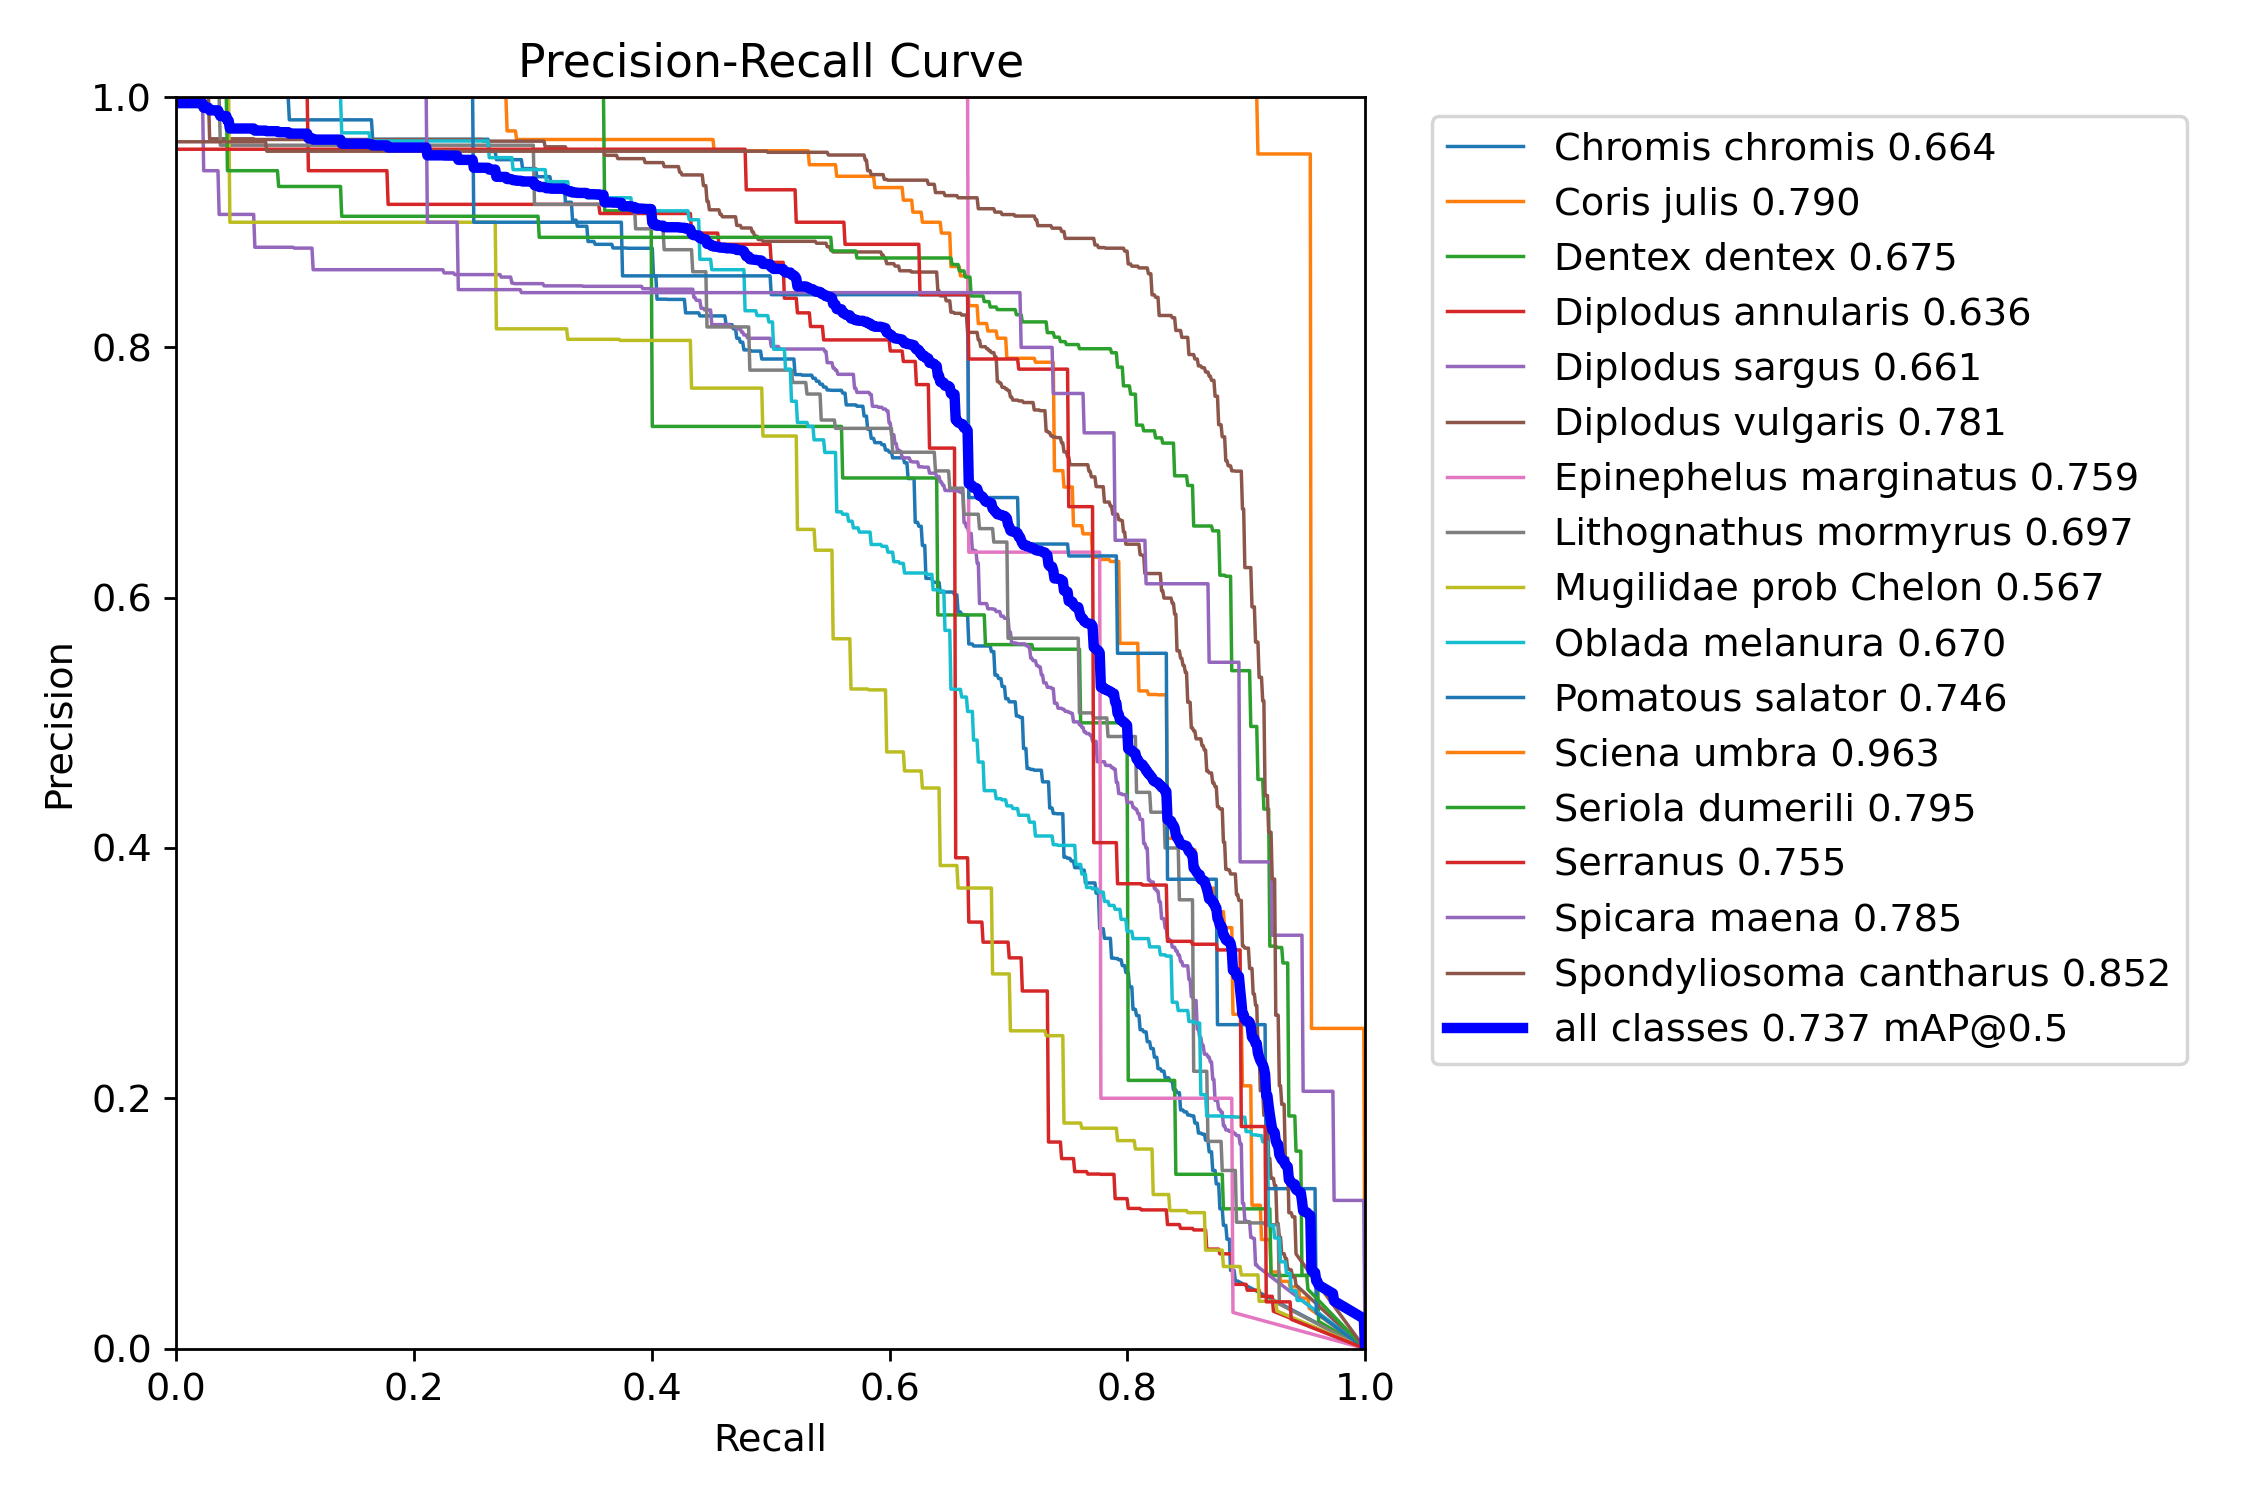 Precision-Recall Curve
1.0
0.8
0.6
0.4
0.2
0.0
Precision
0.0 0.2 0.4 0.6 0.8 1.0
Recall
Chromis chromis 0.664
Coris julis 0.790
Dentex dentex 0.675
Diplodus annularis 0.636
Diplodus sargus 0.661
Diplodus vulgaris 0.781
Epinephelus marginatus 0.759
Lithognathus mormyrus 0.697
Mugilidae prob Chelon 0.567
Oblada melanura 0.670
Pomatous salator 0.746
Sciena umbra 0.963
Seriola dumerili 0.795
Serranus 0.755
Spicara maena 0.785
Spondyliosoma cantharus 0.852
all classes 0.737 mAP@0.5